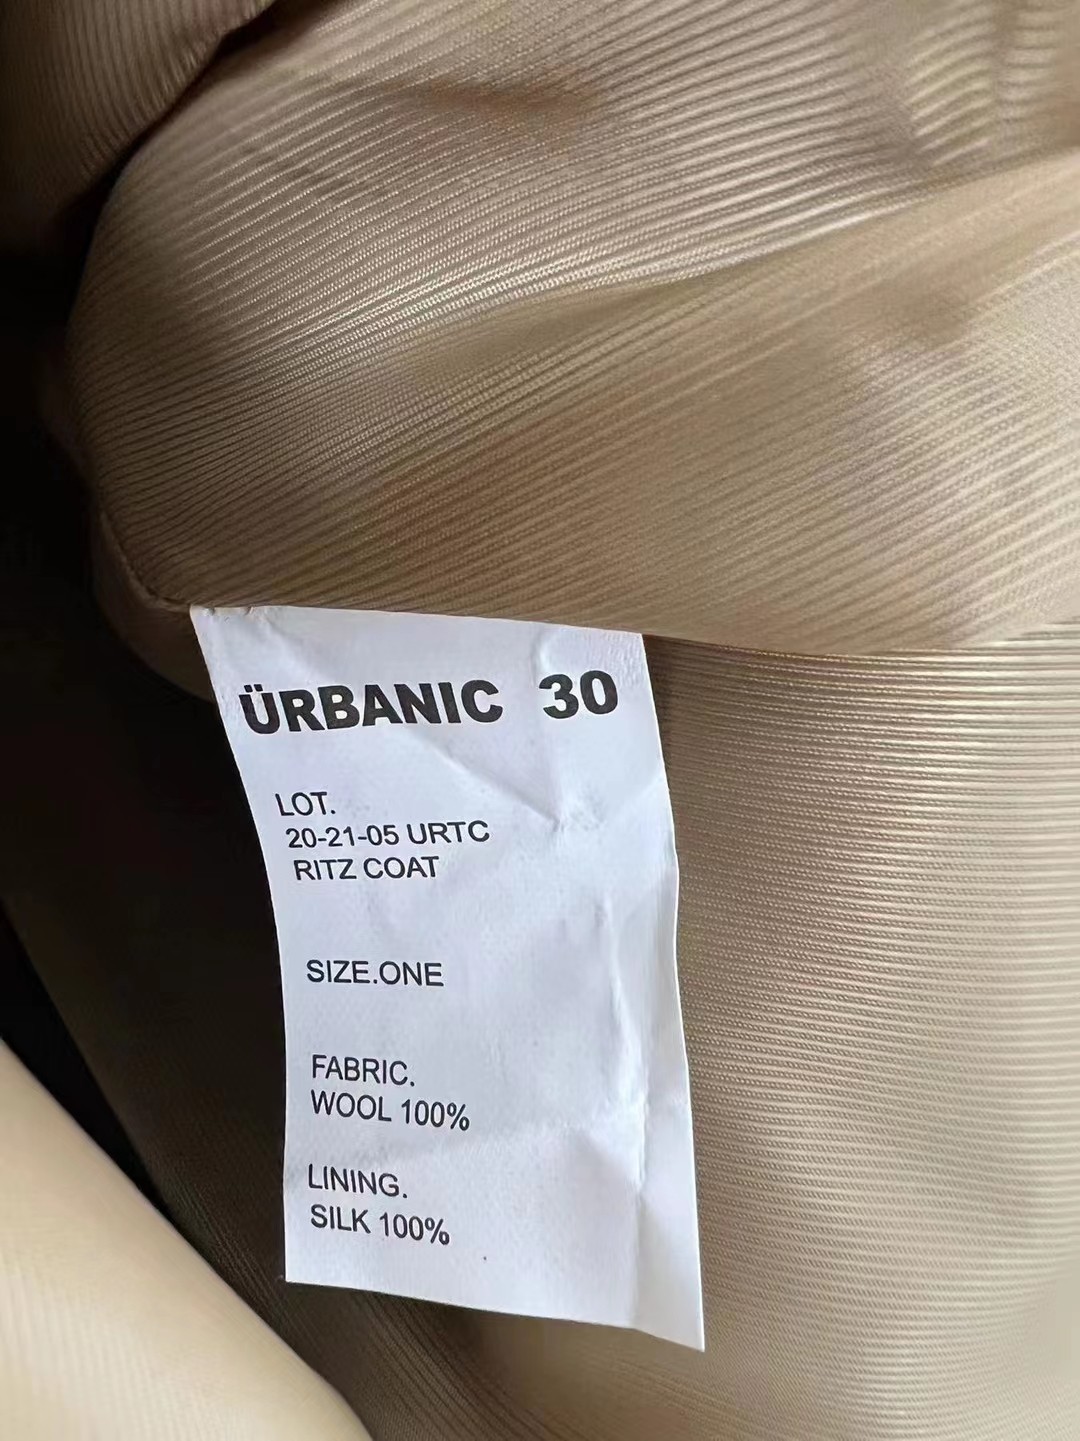 ÜRBANIC 30
LOT.
20-21-05 URTC
RITZ COAT
SIZE.ONE
FABRIC.
WOOL 100%
LINING.
SILK 100%